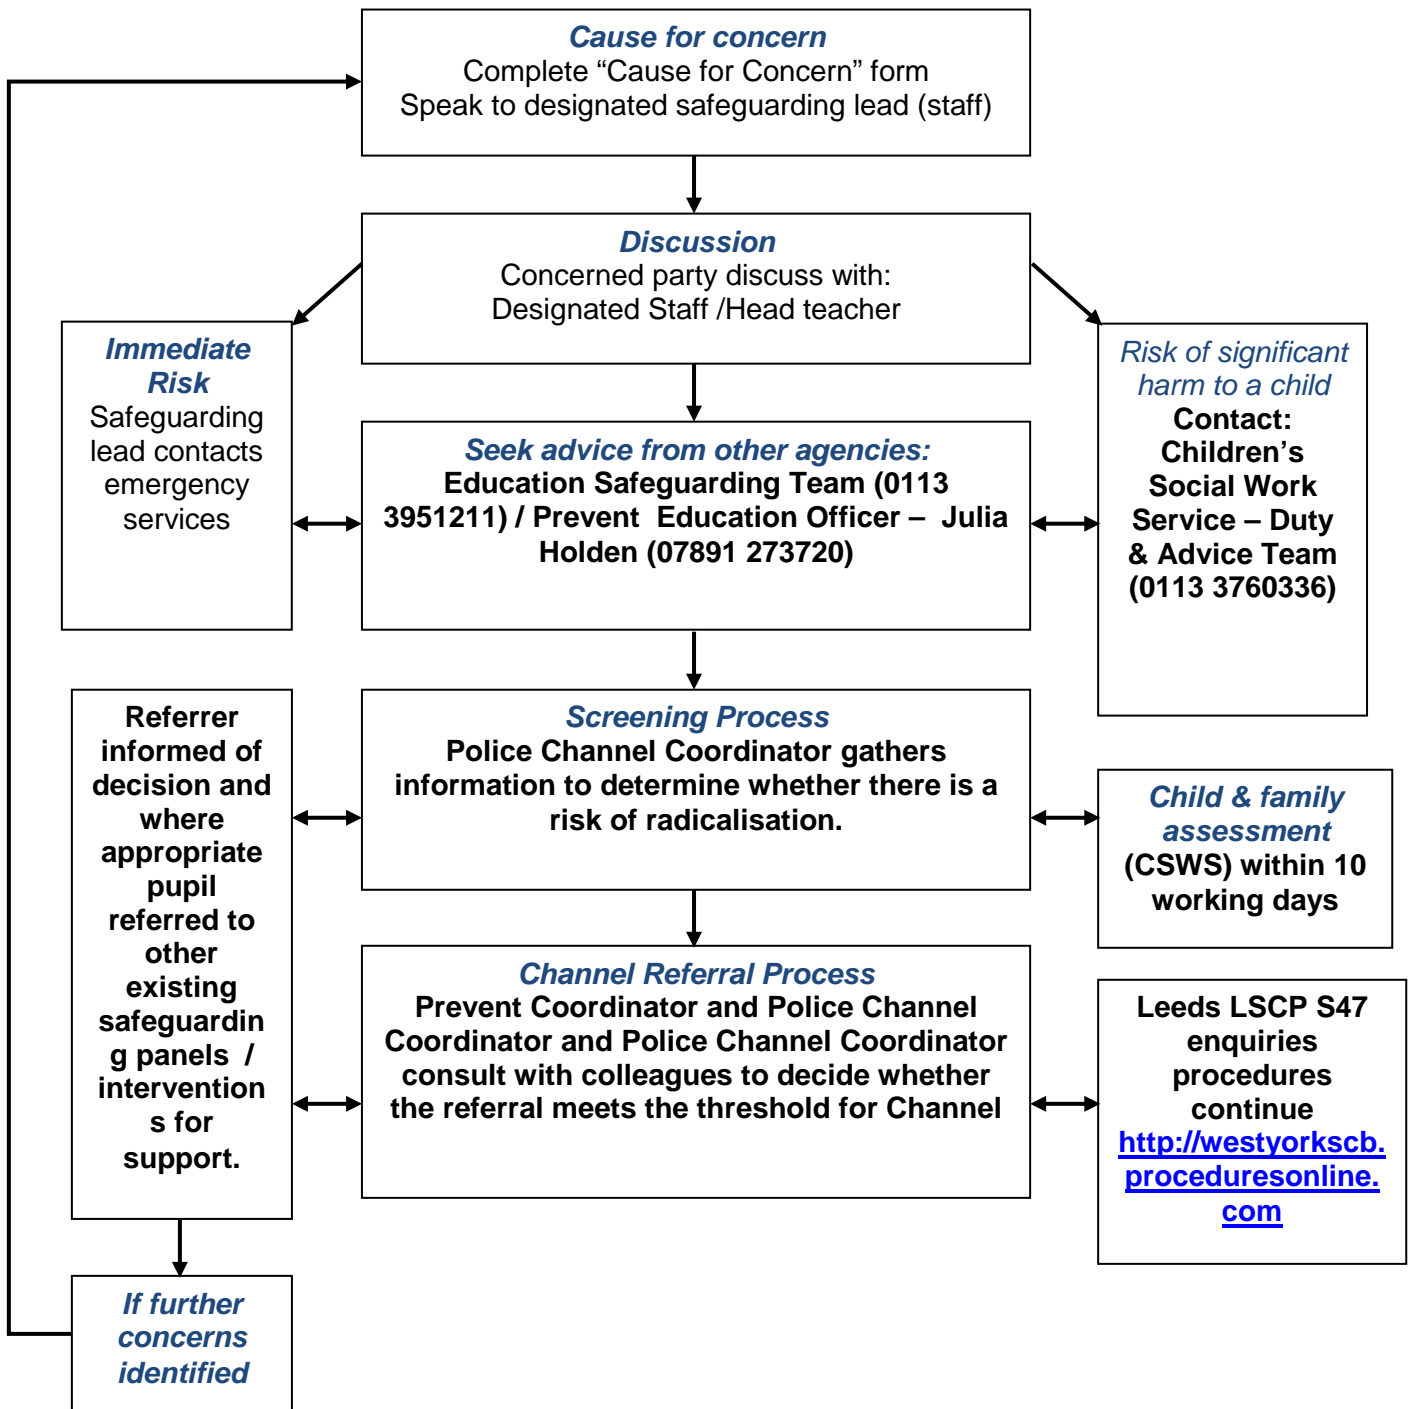 Cause for concern
Complete “Cause for Concern” form
Speak to designated safeguarding lead (staff)
Discussion
Concerned party discuss with:
Designated Staff /Head teacher
Immediate
Risk
Safeguarding
lead contacts
emergency
services
Seek advice from other agencies:
Education Safeguarding Team (0113
3951211) / Prevent  Education Officer –  Julia
Holden (07891 273720)
Risk of significant
harm to a child
Contact:
Children’s
Social Work
Service – Duty
& Advice Team
(0113 3760336)
Referrer
informed of
decision and
where
appropriate
pupil
referred to
other
existing
safeguardin
g panels  /
intervention
s for
support.
Screening Process
Police Channel Coordinator gathers
information to determine whether there is a
risk of radicalisation.
Child & family
assessment
(CSWS) within 10
working days
Channel Referral Process
Prevent Coordinator and Police Channel
Coordinator and Police Channel Coordinator
consult with colleagues to decide whether
the referral meets the threshold for Channel
Leeds LSCP S47
enquiries
procedures
continue
http://westyorkscb.
proceduresonline.
com
If further
concerns
identified